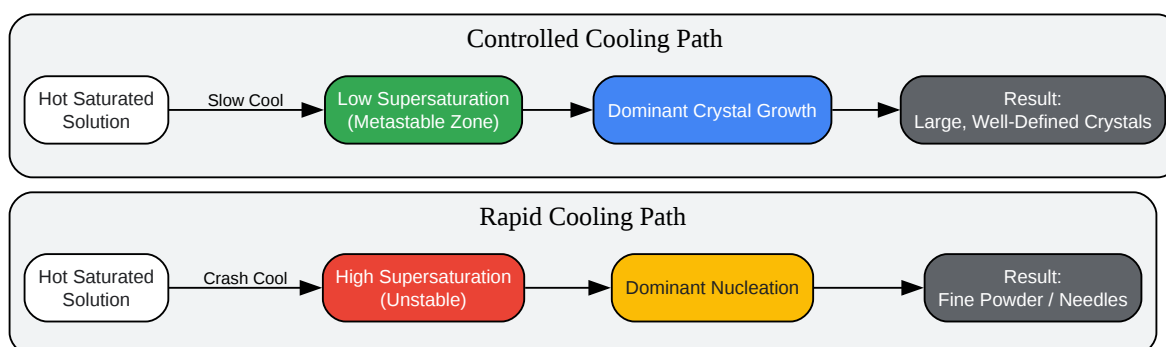 Controlled Cooling Path
Hot Saturated
Solution
Slow Cool
Low Supersaturation
(Metastable Zone)
Dominant Crystal Growth
Result:
Large, Well-Defined Crystals
Rapid Cooling Path
Hot Saturated
Solution
Crash Cool
High Supersaturation
(Unstable)
Dominant Nucleation
Result:
Fine Powder / Needles